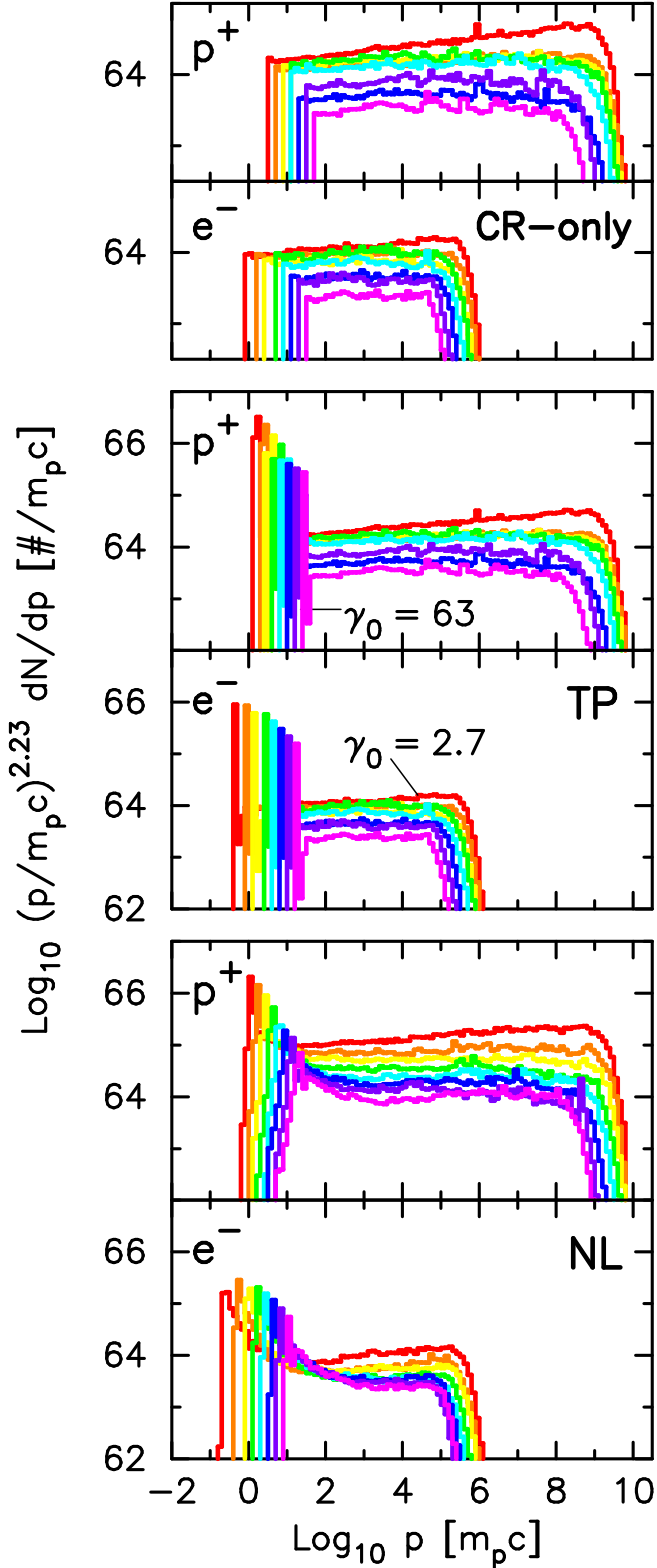 p⁺
64
e⁻
CR−only
64
p⁺
66
64
γ₀ = 63
e⁻
TP
66
γ₀ = 2.7
64
62
p⁺
66
64
e⁻
NL
66
64
62
−2 0 2 4 6 8 10
Log₁₀ p [mₚc]
Log₁₀ (p/mₚc)²·²³ dN/dp [#/mₚc]